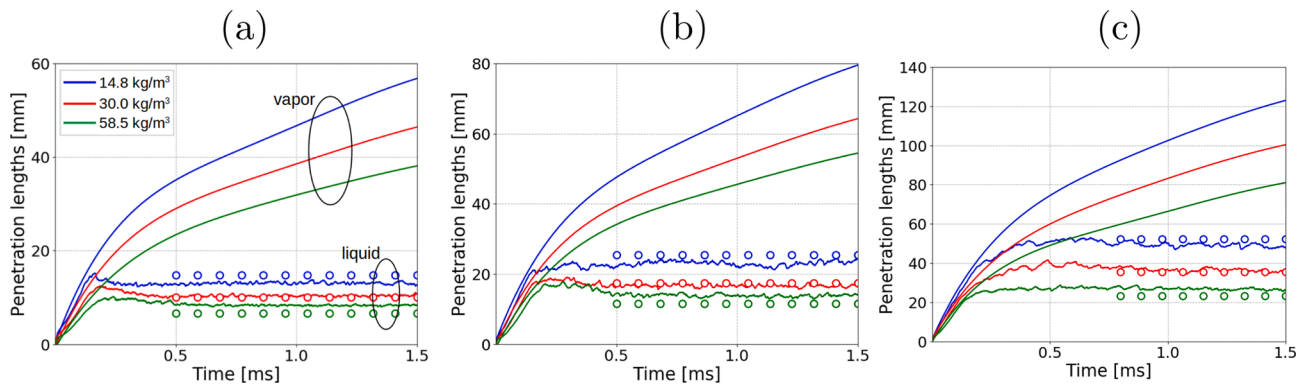 (a)
(b)
(c)
60
40
20
0
Penetration lengths [mm]
14.8 kg/m³
30.0 kg/m³
58.5 kg/m³
vapor
liquid
0.5
1.0
1.5
Time [ms]
80
60
40
20
0
Penetration lengths [mm]
0.5
1.0
1.5
Time [ms]
140
120
100
80
60
40
20
0
Penetration lengths [mm]
0.5
1.0
1.5
Time [ms]